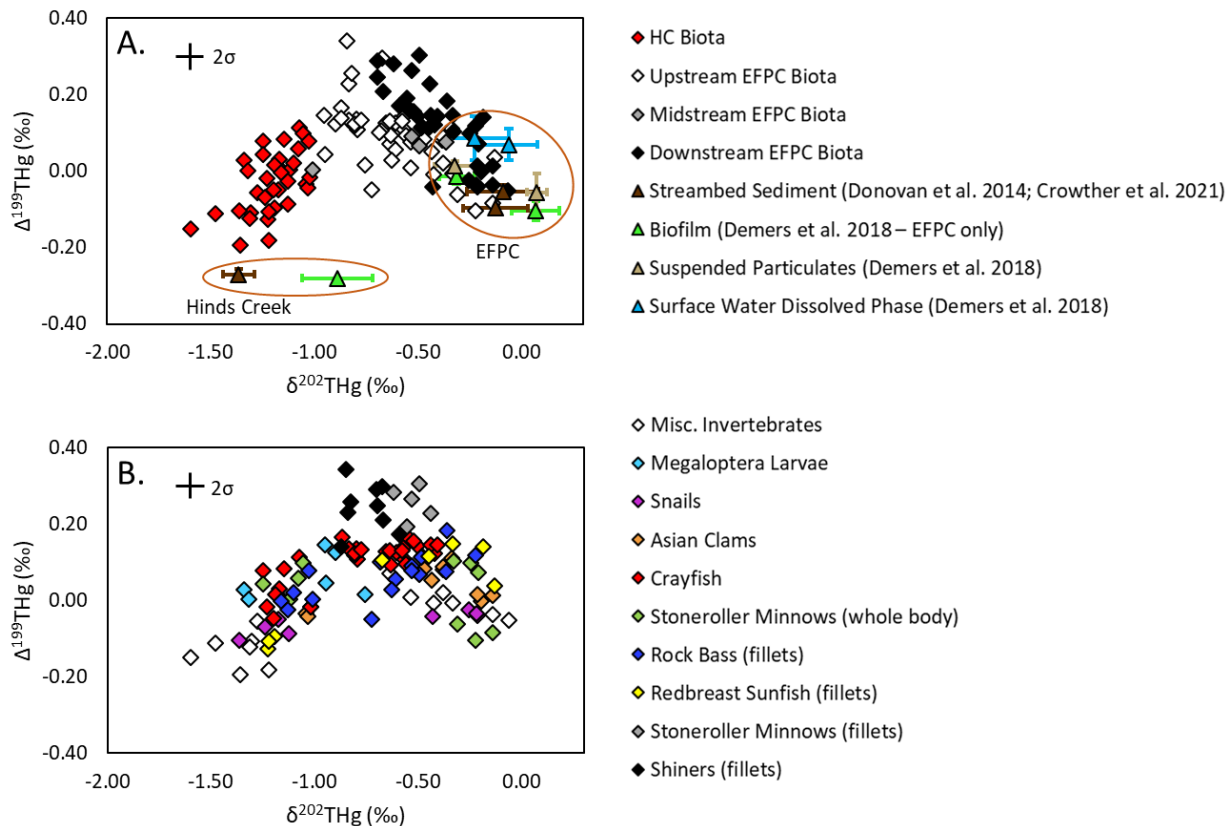 A.
2σ
0.40
0.20
0.00
-0.20
-0.40
Δ¹⁹⁹THg (‰)
EFPC
Hinds Creek
-2.00 -1.50 -1.00 -0.50 0.00
δ²⁰²THg (‰)
HC Biota
Upstream EFPC Biota
Midstream EFPC Biota
Downstream EFPC Biota
Streambed Sediment (Donovan et al. 2014; Crowther et al. 2021)
Biofilm (Demers et al. 2018 – EFPC only)
Suspended Particulates (Demers et al. 2018)
Surface Water Dissolved Phase (Demers et al. 2018)
B.
2σ
0.40
0.20
0.00
-0.20
-0.40
Δ¹⁹⁹THg (‰)
-2.00 -1.50 -1.00 -0.50 0.00
δ²⁰²THg (‰)
Misc. Invertebrates
Megaloptera Larvae
Snails
Asian Clams
Crayfish
Stoneroller Minnows (whole body)
Rock Bass (fillets)
Redbreast Sunfish (fillets)
Stoneroller Minnows (fillets)
Shiners (fillets)